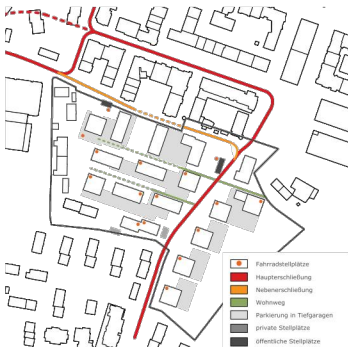 Fahrradstellplätze
Haupterschließung
Nebenerschließung
Wohnweg
Parkierung in Tiefgaragen
private Stellplätze
öffentliche Stellplätze